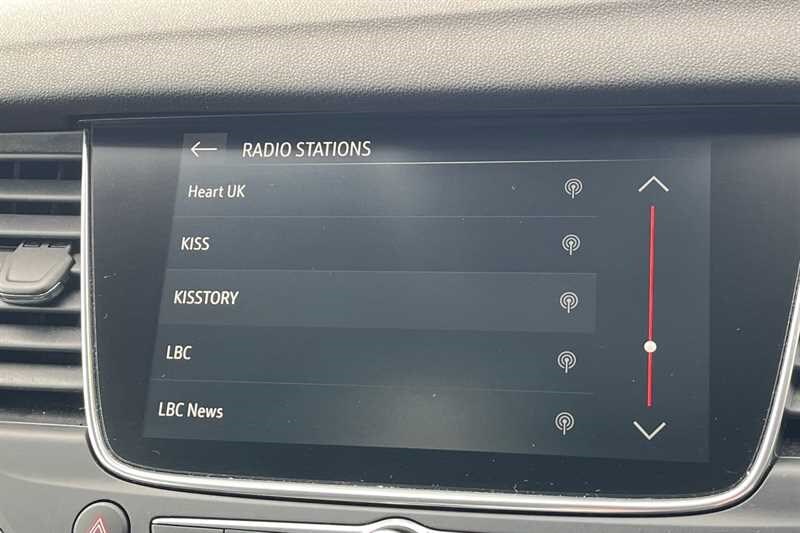 RADIO STATIONS
Heart UK
KISS
KISSTORY
LBC
LBC News